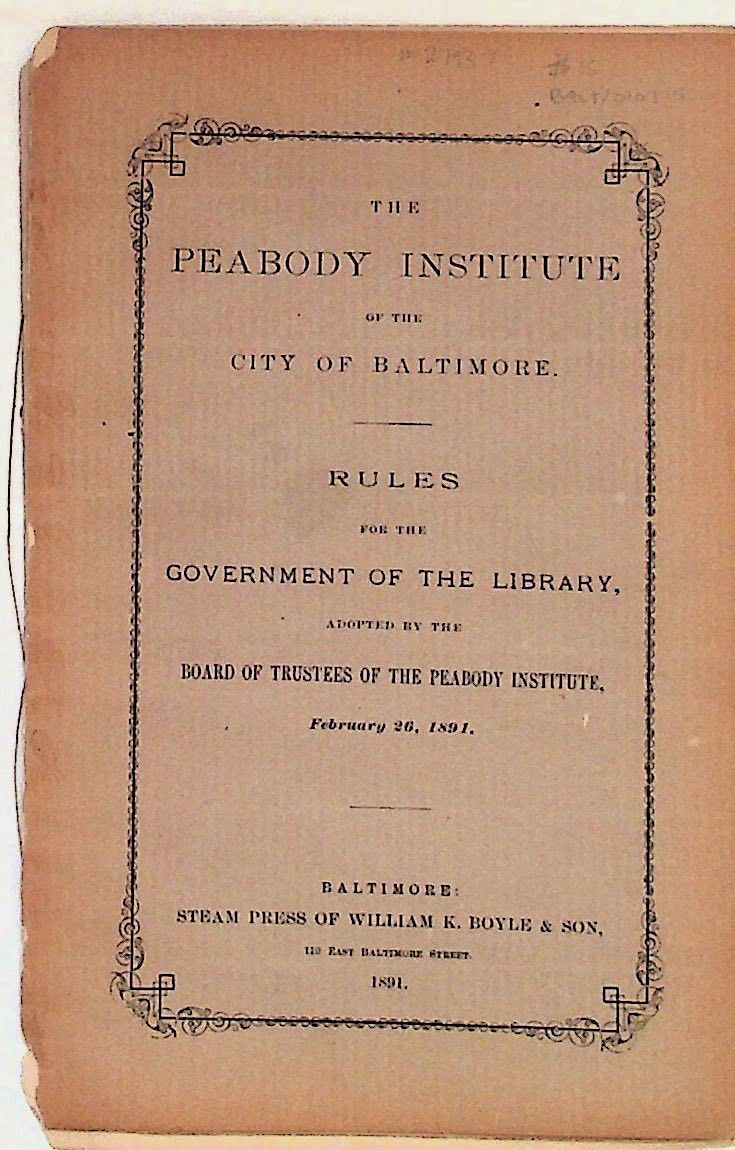 THE
PEABODY INSTITUTE
OF THE
CITY OF BALTIMORE.
RULES
FOR THE
GOVERNMENT OF THE LIBRARY,
ADOPTED BY THE
BOARD OF TRUSTEES OF THE PEABODY INSTITUTE,
February 26, 1891.
BALTIMORE:
STEAM PRESS OF WILLIAM K. BOYLE & SON,
110 EAST BALTIMORE STREET.
1891.